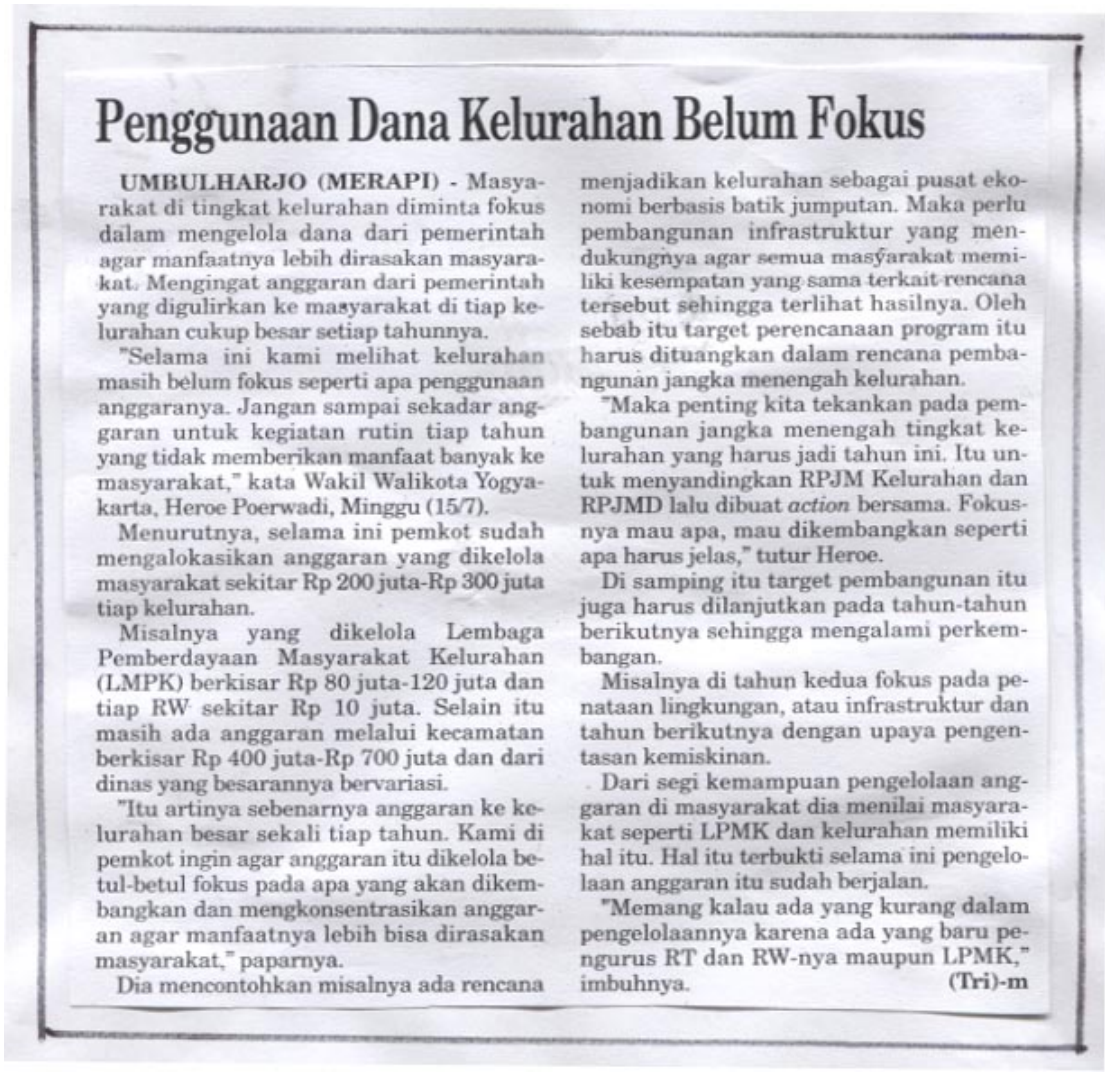 Penggunaan Dana Kelurahan Belum Fokus
UMBULHARJO (MERAPI) - Masya-
rakat di tingkat kelurahan diminta fokus
dalam mengelola dana dari pemerintah
agar manfaatnya lebih dirasakan masyara-
kat. Mengingat anggaran dari pemerintah
yang digulirkan ke masyarakat di tiap ke-
lurahan cukup besar setiap tahunnya.
"Selama ini kami melihat kelurahan
masih belum fokus seperti apa penggunaan
anggaranya. Jangan sampai sekadar ang-
garan untuk kegiatan rutin tiap tahun
yang tidak memberikan manfaat banyak ke
masyarakat," kata Wakil Walikota Yogya-
karta, Heroe Poerwadi, Minggu (15/7).
Menurutnya, selama ini pemkot sudah
mengalokasikan anggaran yang dikelola
masyarakat sekitar Rp 200 juta-Rp 300 juta
tiap kelurahan.
Misalnya yang dikelola Lembaga
Pemberdayaan Masyarakat Kelurahan
(LMPK) berkisar Rp 80 juta-120 juta dan
tiap RW sekitar Rp 10 juta. Selain itu
masih ada anggaran melalui kecamatan
berkisar Rp 400 juta-Rp 700 juta dan dari
dinas yang besarannya bervariasi.
"Itu artinya sebenarnya anggaran ke ke-
lurahan besar sekali tiap tahun. Kami di
pemkot ingin agar anggaran itu dikelola be-
tul-betul fokus pada apa yang akan dikem-
bangkan dan mengkonsentrasikan anggar-
an agar manfaatnya lebih bisa dirasakan
masyarakat," paparnya.
Dia mencontohkan misalnya ada rencana
menjadikan kelurahan sebagai pusat eko-
nomi berbasis batik jumputan. Maka perlu
pembangunan infrastruktur yang men-
dukungnya agar semua masyarakat memi-
liki kesempatan yang sama terkait rencana
tersebut sehingga terlihat hasilnya. Oleh
sebab itu target perencanaan program itu
harus dituangkan dalam rencana pemba-
ngunan jangka menengah kelurahan.
"Maka penting kita tekankan pada pem-
bangunan jangka menengah tingkat ke-
lurahan yang harus jadi tahun ini. Itu un-
tuk menyandingkan RPJM Kelurahan dan
RPJMD lalu dibuat action bersama. Fokus-
nya mau apa, mau dikembangkan seperti
apa harus jelas," tutur Heroe.
Di samping itu target pembangunan itu
juga harus dilanjutkan pada tahun-tahun
berikutnya sehingga mengalami perkem-
bangan.
Misalnya di tahun kedua fokus pada pe-
nataan lingkungan, atau infrastruktur dan
tahun berikutnya dengan upaya pengen-
tasan kemiskinan.
Dari segi kemampuan pengelolaan ang-
garan di masyarakat dia menilai masyara-
kat seperti LPMK dan kelurahan memiliki
hal itu. Hal itu terbukti selama ini pengelo-
laan anggaran itu sudah berjalan.
"Memang kalau ada yang kurang dalam
pengelolaannya karena ada yang baru pe-
ngurus RT dan RW-nya maupun LPMK,"
imbuhnya. (Tri)-m